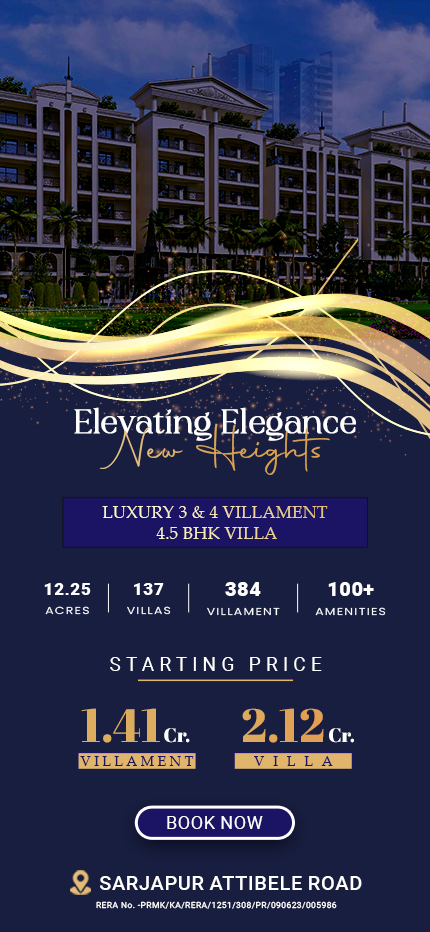 Elevating Elegance
New Heights
LUXURY 3 & 4 VILLAMENT
4.5 BHK VILLA
12.25 137 384 100+
ACRES VILLAS VILLAMENT AMENITIES
STARTING PRICE
1.41 Cr. 2.12 Cr.
VILLAMENT VILLA
BOOK NOW
SARJAPUR ATTIBELE ROAD
RERA No. -PRMK/KA/RERA/1251/308/PR/090623/005986